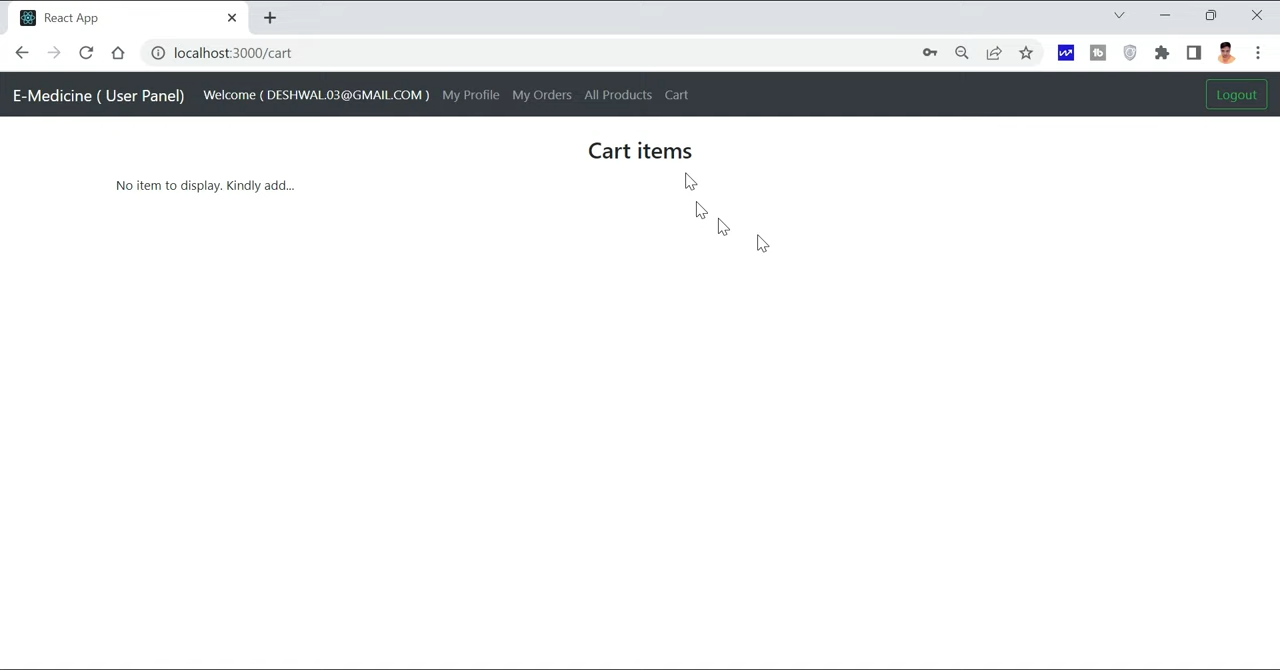 React App
localhost:3000/cart
E-Medicine ( User Panel) Welcome ( DESHWAL.03@GMAIL.COM ) My Profile My Orders All Products Cart Logout
Cart items
No item to display. Kindly add...